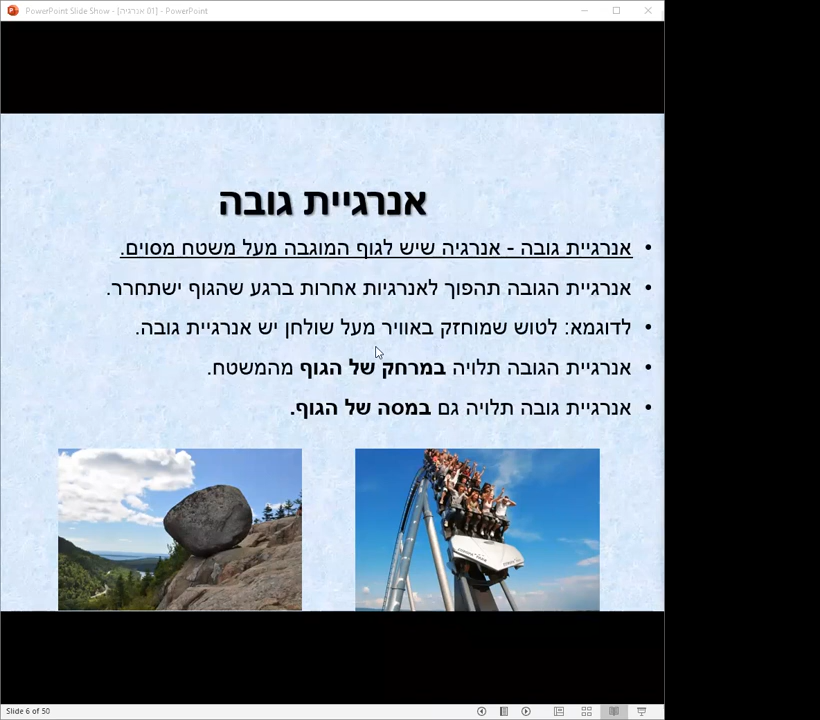 PowerPoint Slide Show - [01 אנרגיה] - PowerPoint
אנרגיית גובה
• אנרגיית גובה - אנרגיה שיש לגוף המוגבה מעל משטח מסוים.
• אנרגיית הגובה תהפוך לאנרגיות אחרות ברגע שהגוף ישתחרר.
• לדוגמא: לטוש שמוחזק באוויר מעל שולחן יש אנרגיית גובה.
• אנרגיית הגובה תלויה במרחק של הגוף מהמשטח.
• אנרגיית גובה תלויה גם במסה של הגוף.
Slide 6 of 50